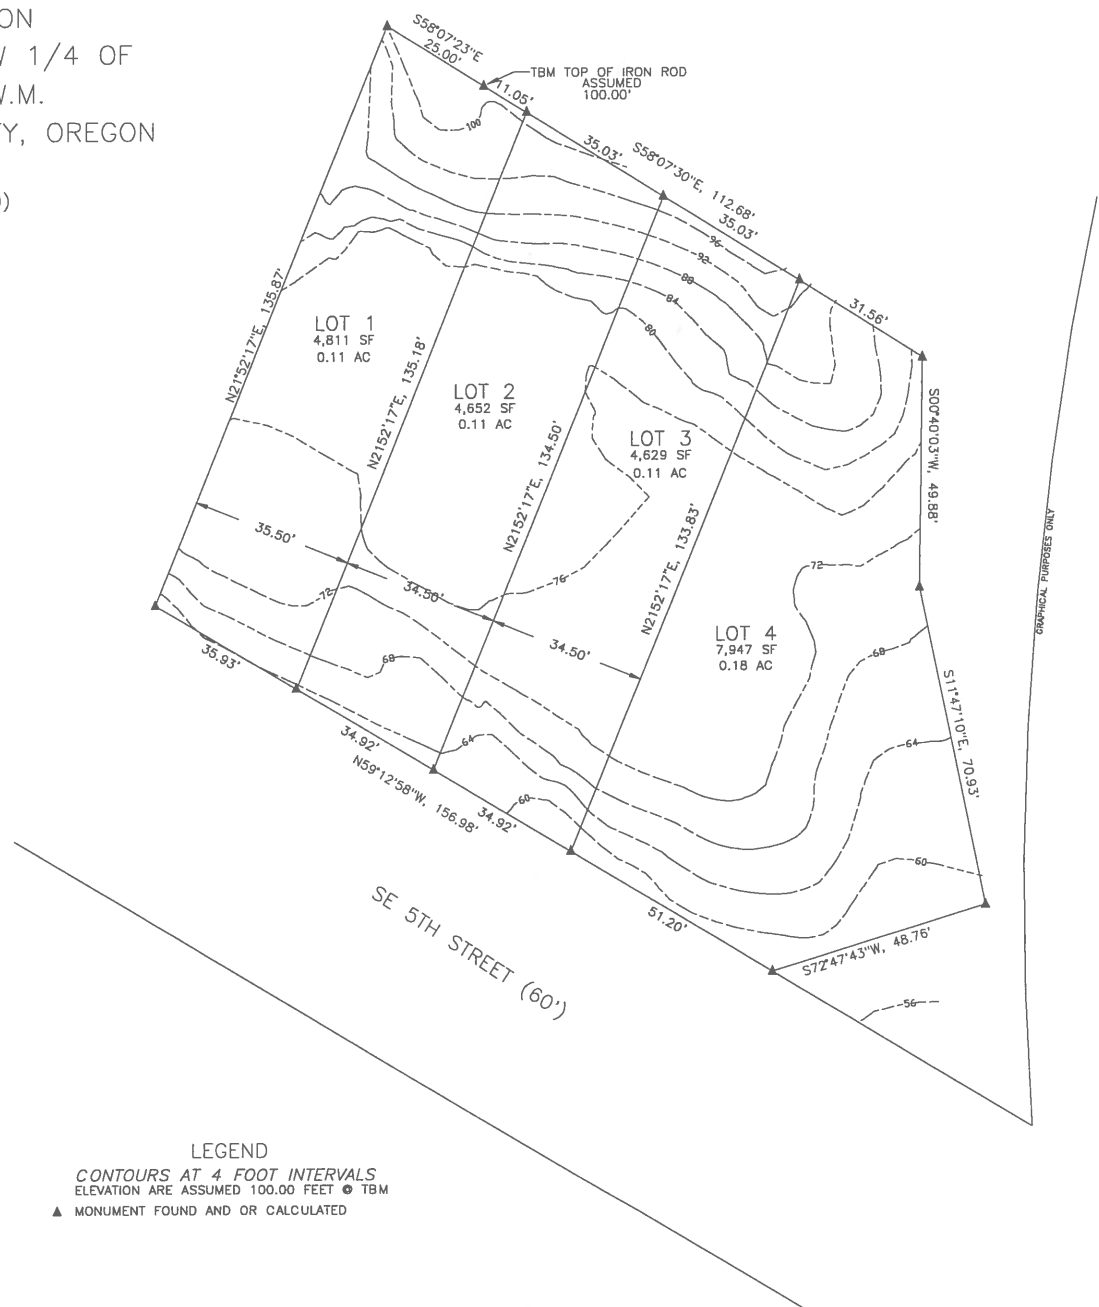 ON
1/4 OF
W.M.
TY, OREGON
S58°07'23"E
25.00'
TBM TOP OF IRON ROD
ASSUMED
100.00'
11.05'
100
35.03'
S58°07'30"E, 112.68'
35.03'
96
92
88
84
80
31.56'
N21°52'17"E, 135.87'
LOT 1
4,811 SF
0.11 AC
N2152'17"E, 135.18'
LOT 2
4,652 SF
0.11 AC
N2152'17"E, 134.50'
LOT 3
4,629 SF
0.11 AC
N2152'17"E, 133.83'
S00°40'03"W, 49.88'
GRAPHICAL PURPOSES ONLY
35.50'
34.50'
34.50'
72
76
72
LOT 4
7,947 SF
0.18 AC
68
68
64
64
60
60
S11°47'10"E, 70.93'
35.93'
34.92'
N59°12'58"W, 156.98'
34.92'
51.20'
S72°47'43"W, 48.76'
56
SE 5TH STREET (60')
LEGEND
CONTOURS AT 4 FOOT INTERVALS
ELEVATION ARE ASSUMED 100.00 FEET @ TBM
MONUMENT FOUND AND OR CALCULATED